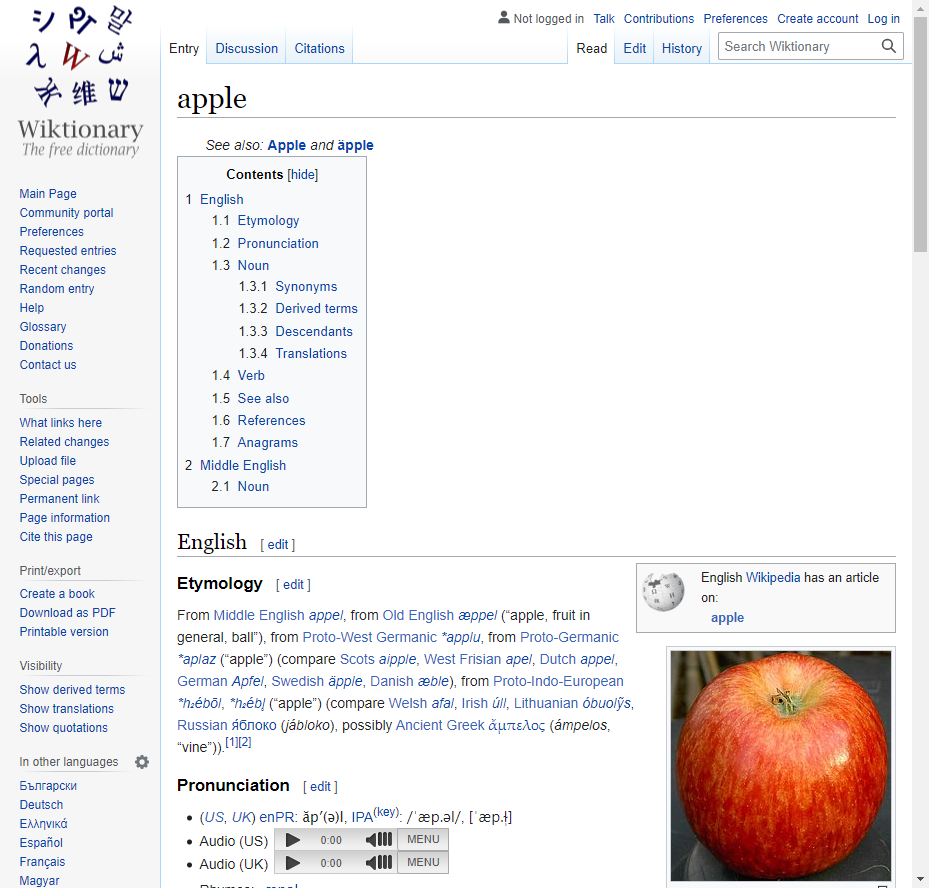 Not logged in Talk Contributions Preferences Create account Log in
Entry Discussion Citations Read Edit History Search Wiktionary
シ ру 말
λ W ش
维 ש
Wiktionary
The free dictionary
Main Page
Community portal
Preferences
Requested entries
Recent changes
Random entry
Help
Glossary
Donations
Contact us
Tools
What links here
Related changes
Upload file
Special pages
Permanent link
Page information
Cite this page
Print/export
Create a book
Download as PDF
Printable version
Visibility
Show derived terms
Show translations
Show quotations
In other languages
Български
Deutsch
Ελληνικά
Español
Français
Magyar
apple
See also: Apple and äpple
Contents [hide]
1 English
1.1 Etymology
1.2 Pronunciation
1.3 Noun
1.3.1 Synonyms
1.3.2 Derived terms
1.3.3 Descendants
1.3.4 Translations
1.4 Verb
1.5 See also
1.6 References
1.7 Anagrams
2 Middle English
2.1 Noun
English [ edit ]
Etymology [ edit ]
From Middle English appel, from Old English æppel (“apple, fruit in
general, ball”), from Proto-West Germanic *applu, from Proto-Germanic
*aplaz (“apple”) (compare Scots aipple, West Frisian apel, Dutch appel,
German Apfel, Swedish äpple, Danish æble), from Proto-Indo-European
*h₂ébōl, *h₂ébl̥ (“apple”) (compare Welsh afal, Irish úll, Lithuanian óbuolỹs,
Russian я́блоко (jábloko), possibly Ancient Greek ἄμπελος (ámpelos,
“vine”)).[1][2]
English Wikipedia has an article
on:
apple
Pronunciation [ edit ]
• (US, UK) enPR: ăp′(ə)l, IPA(key): /ˈæp.əl/, [ˈæp.ɫ̩]
• Audio (US) 0:00 MENU
• Audio (UK) 0:00 MENU